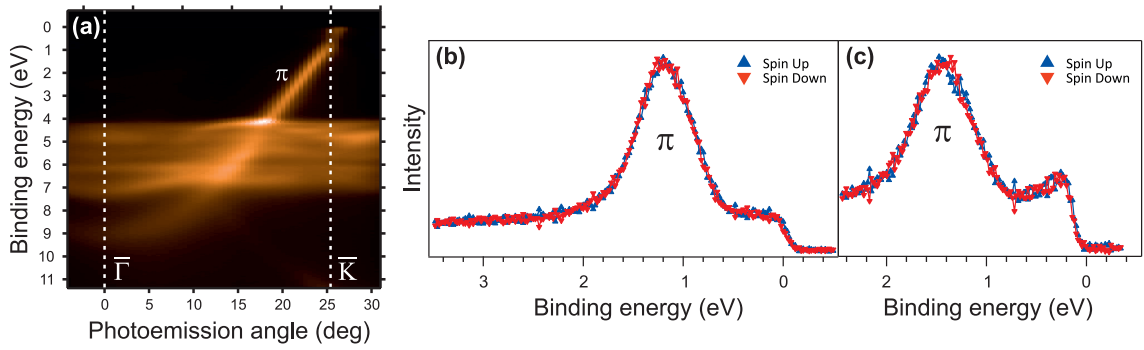 (a)
π
Binding energy (eV)
0
1
2
3
4
5
6
7
8
9
10
11
Γ̅
K̅
0 5 10 15 20 25 30
Photoemission angle (deg)
(b)
Spin Up
Spin Down
π
Intensity
3 2 1 0
Binding energy (eV)
(c)
Spin Up
Spin Down
π
2 1 0
Binding energy (eV)